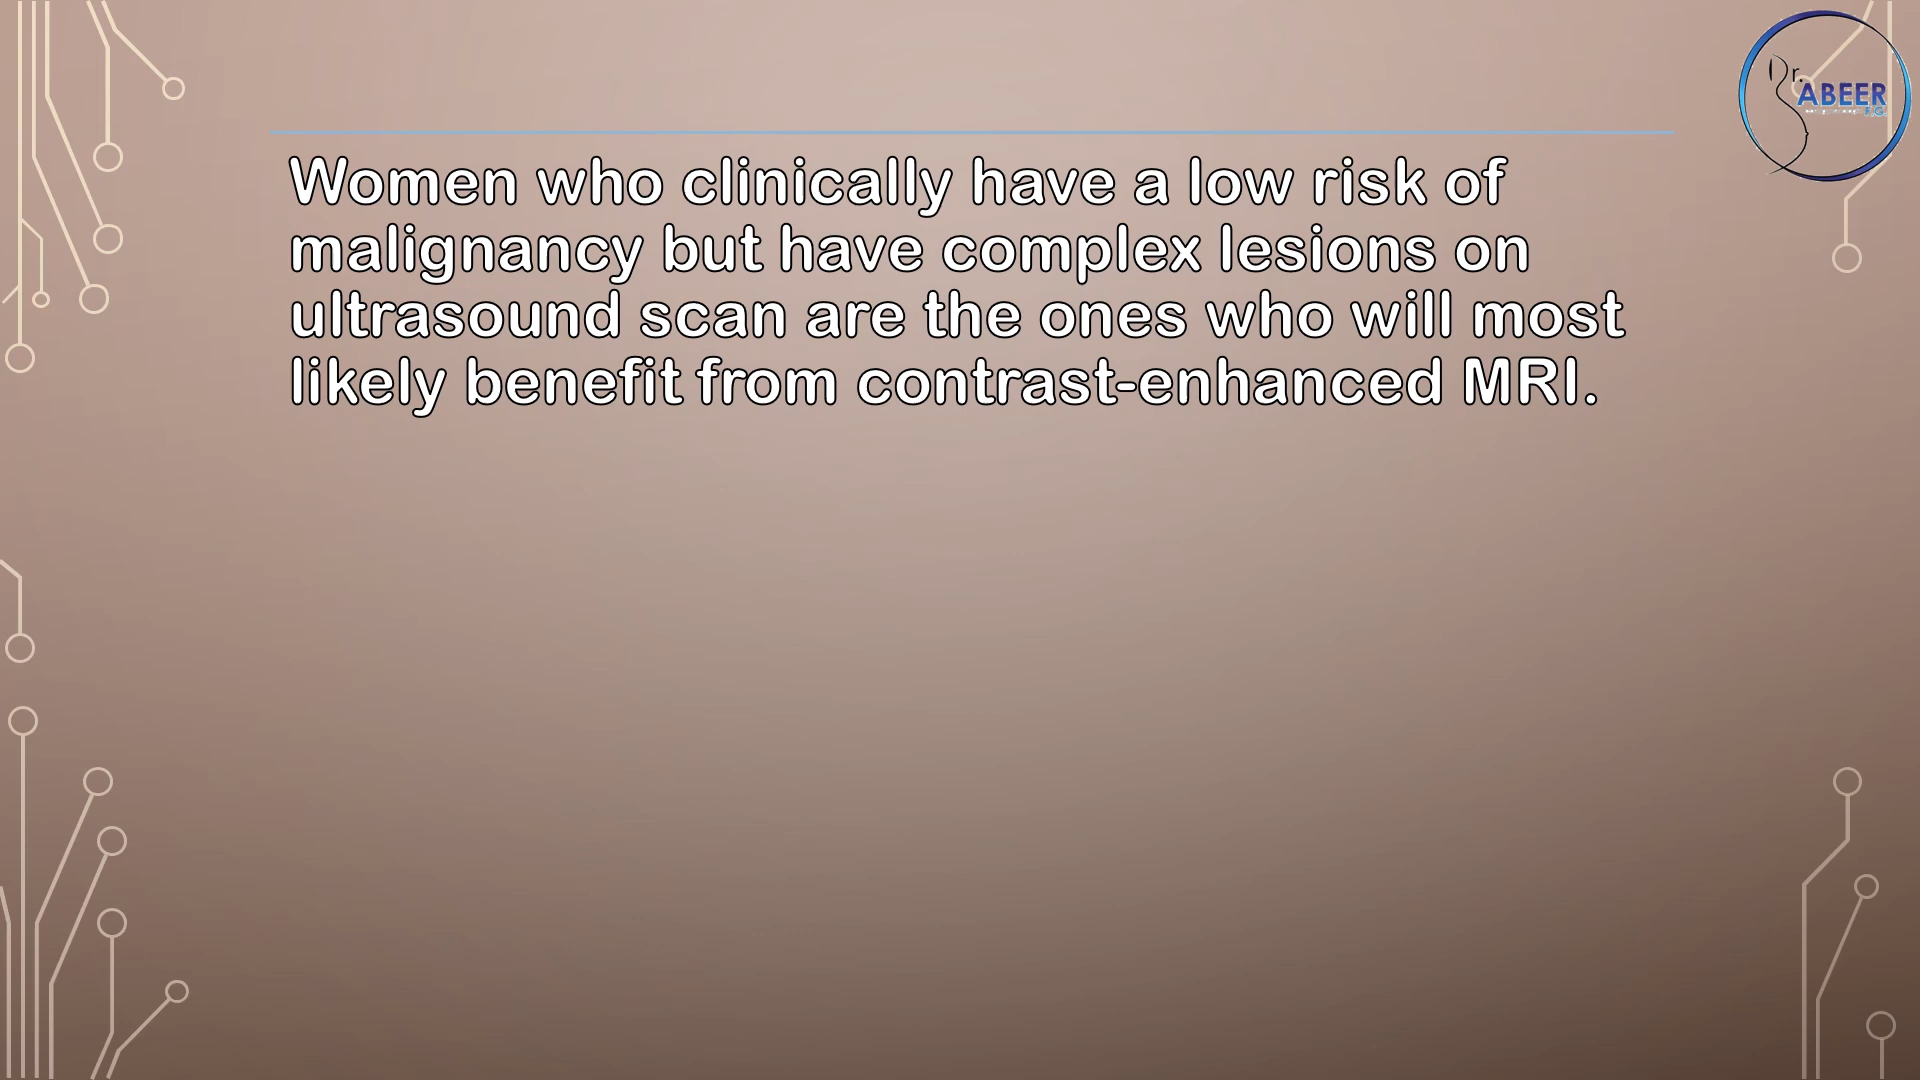 Dr.
ABEER
F.G.
Women who clinically have a low risk of
malignancy but have complex lesions on
ultrasound scan are the ones who will most
likely benefit from contrast-enhanced MRI.